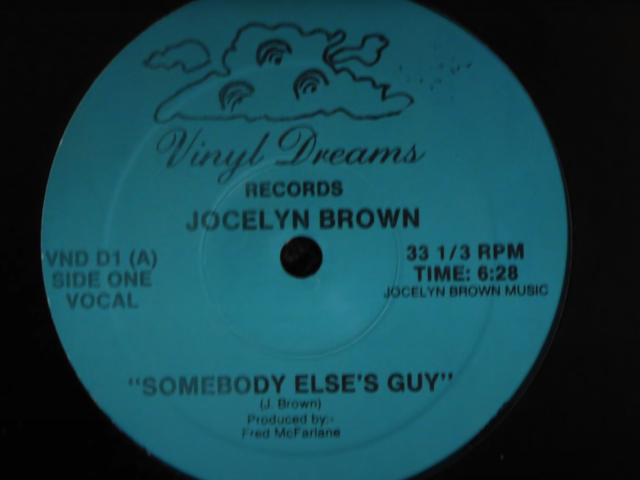 Vinyl Dreams
RECORDS
JOCELYN BROWN
VND D1 (A)
SIDE ONE
VOCAL
33 1/3 RPM
TIME: 6:28
JOCELYN BROWN MUSIC
"SOMEBODY ELSE'S GUY"
(J. Brown)
Produced by:-
Fred McFarlane